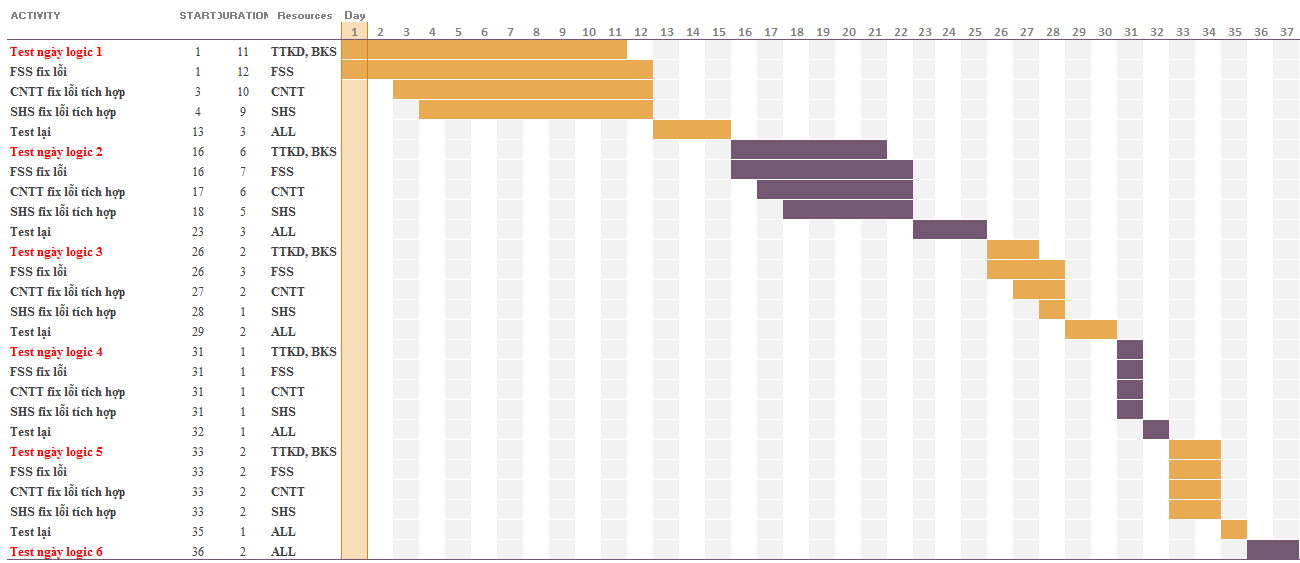 ACTIVITY START DURATION Resources Day
1 2 3 4 5 6 7 8 9 10 11 12 13 14 15 16 17 18 19 20 21 22 23 24 25 26 27 28 29 30 31 32 33 34 35 36 37
Test ngày logic 1 1 11 TTKD, BKS
FSS fix lỗi 1 12 FSS
CNTT fix lỗi tích hợp 3 10 CNTT
SHS fix lỗi tích hợp 4 9 SHS
Test lại 13 3 ALL
Test ngày logic 2 16 6 TTKD, BKS
FSS fix lỗi 16 7 FSS
CNTT fix lỗi tích hợp 17 6 CNTT
SHS fix lỗi tích hợp 18 5 SHS
Test lại 23 3 ALL
Test ngày logic 3 26 2 TTKD, BKS
FSS fix lỗi 26 3 FSS
CNTT fix lỗi tích hợp 27 2 CNTT
SHS fix lỗi tích hợp 28 1 SHS
Test lại 29 2 ALL
Test ngày logic 4 31 1 TTKD, BKS
FSS fix lỗi 31 1 FSS
CNTT fix lỗi tích hợp 31 1 CNTT
SHS fix lỗi tích hợp 31 1 SHS
Test lại 32 1 ALL
Test ngày logic 5 33 2 TTKD, BKS
FSS fix lỗi 33 2 FSS
CNTT fix lỗi tích hợp 33 2 CNTT
SHS fix lỗi tích hợp 33 2 SHS
Test lại 35 1 ALL
Test ngày logic 6 36 2 ALL